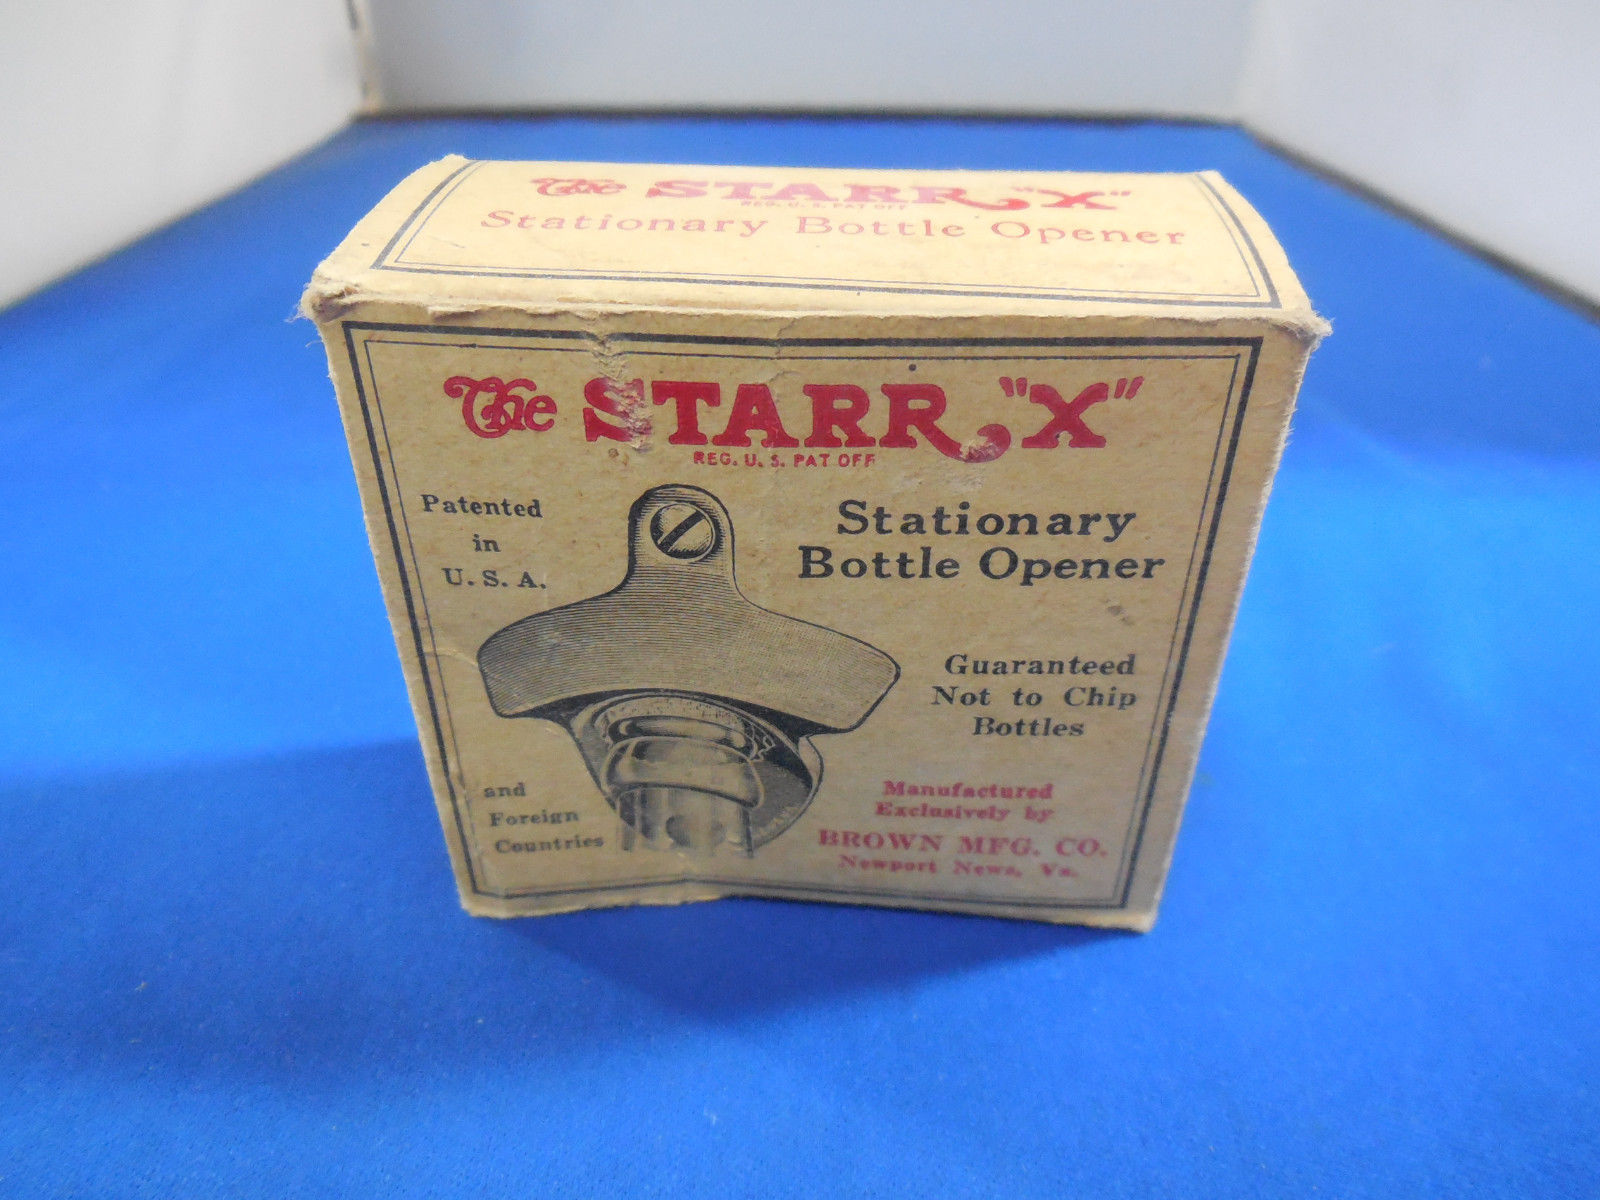 The STARR "X"
REG. U. S. PAT OFF
Stationary Bottle Opener
The STARR "X"
REG. U. S. PAT OFF
Patented
in
U. S. A.
Stationary
Bottle Opener
Guaranteed
Not to Chip
Bottles
and
Foreign
Countries
Manufactured
Exclusively by
BROWN MFG. CO.
Newport News, Va.